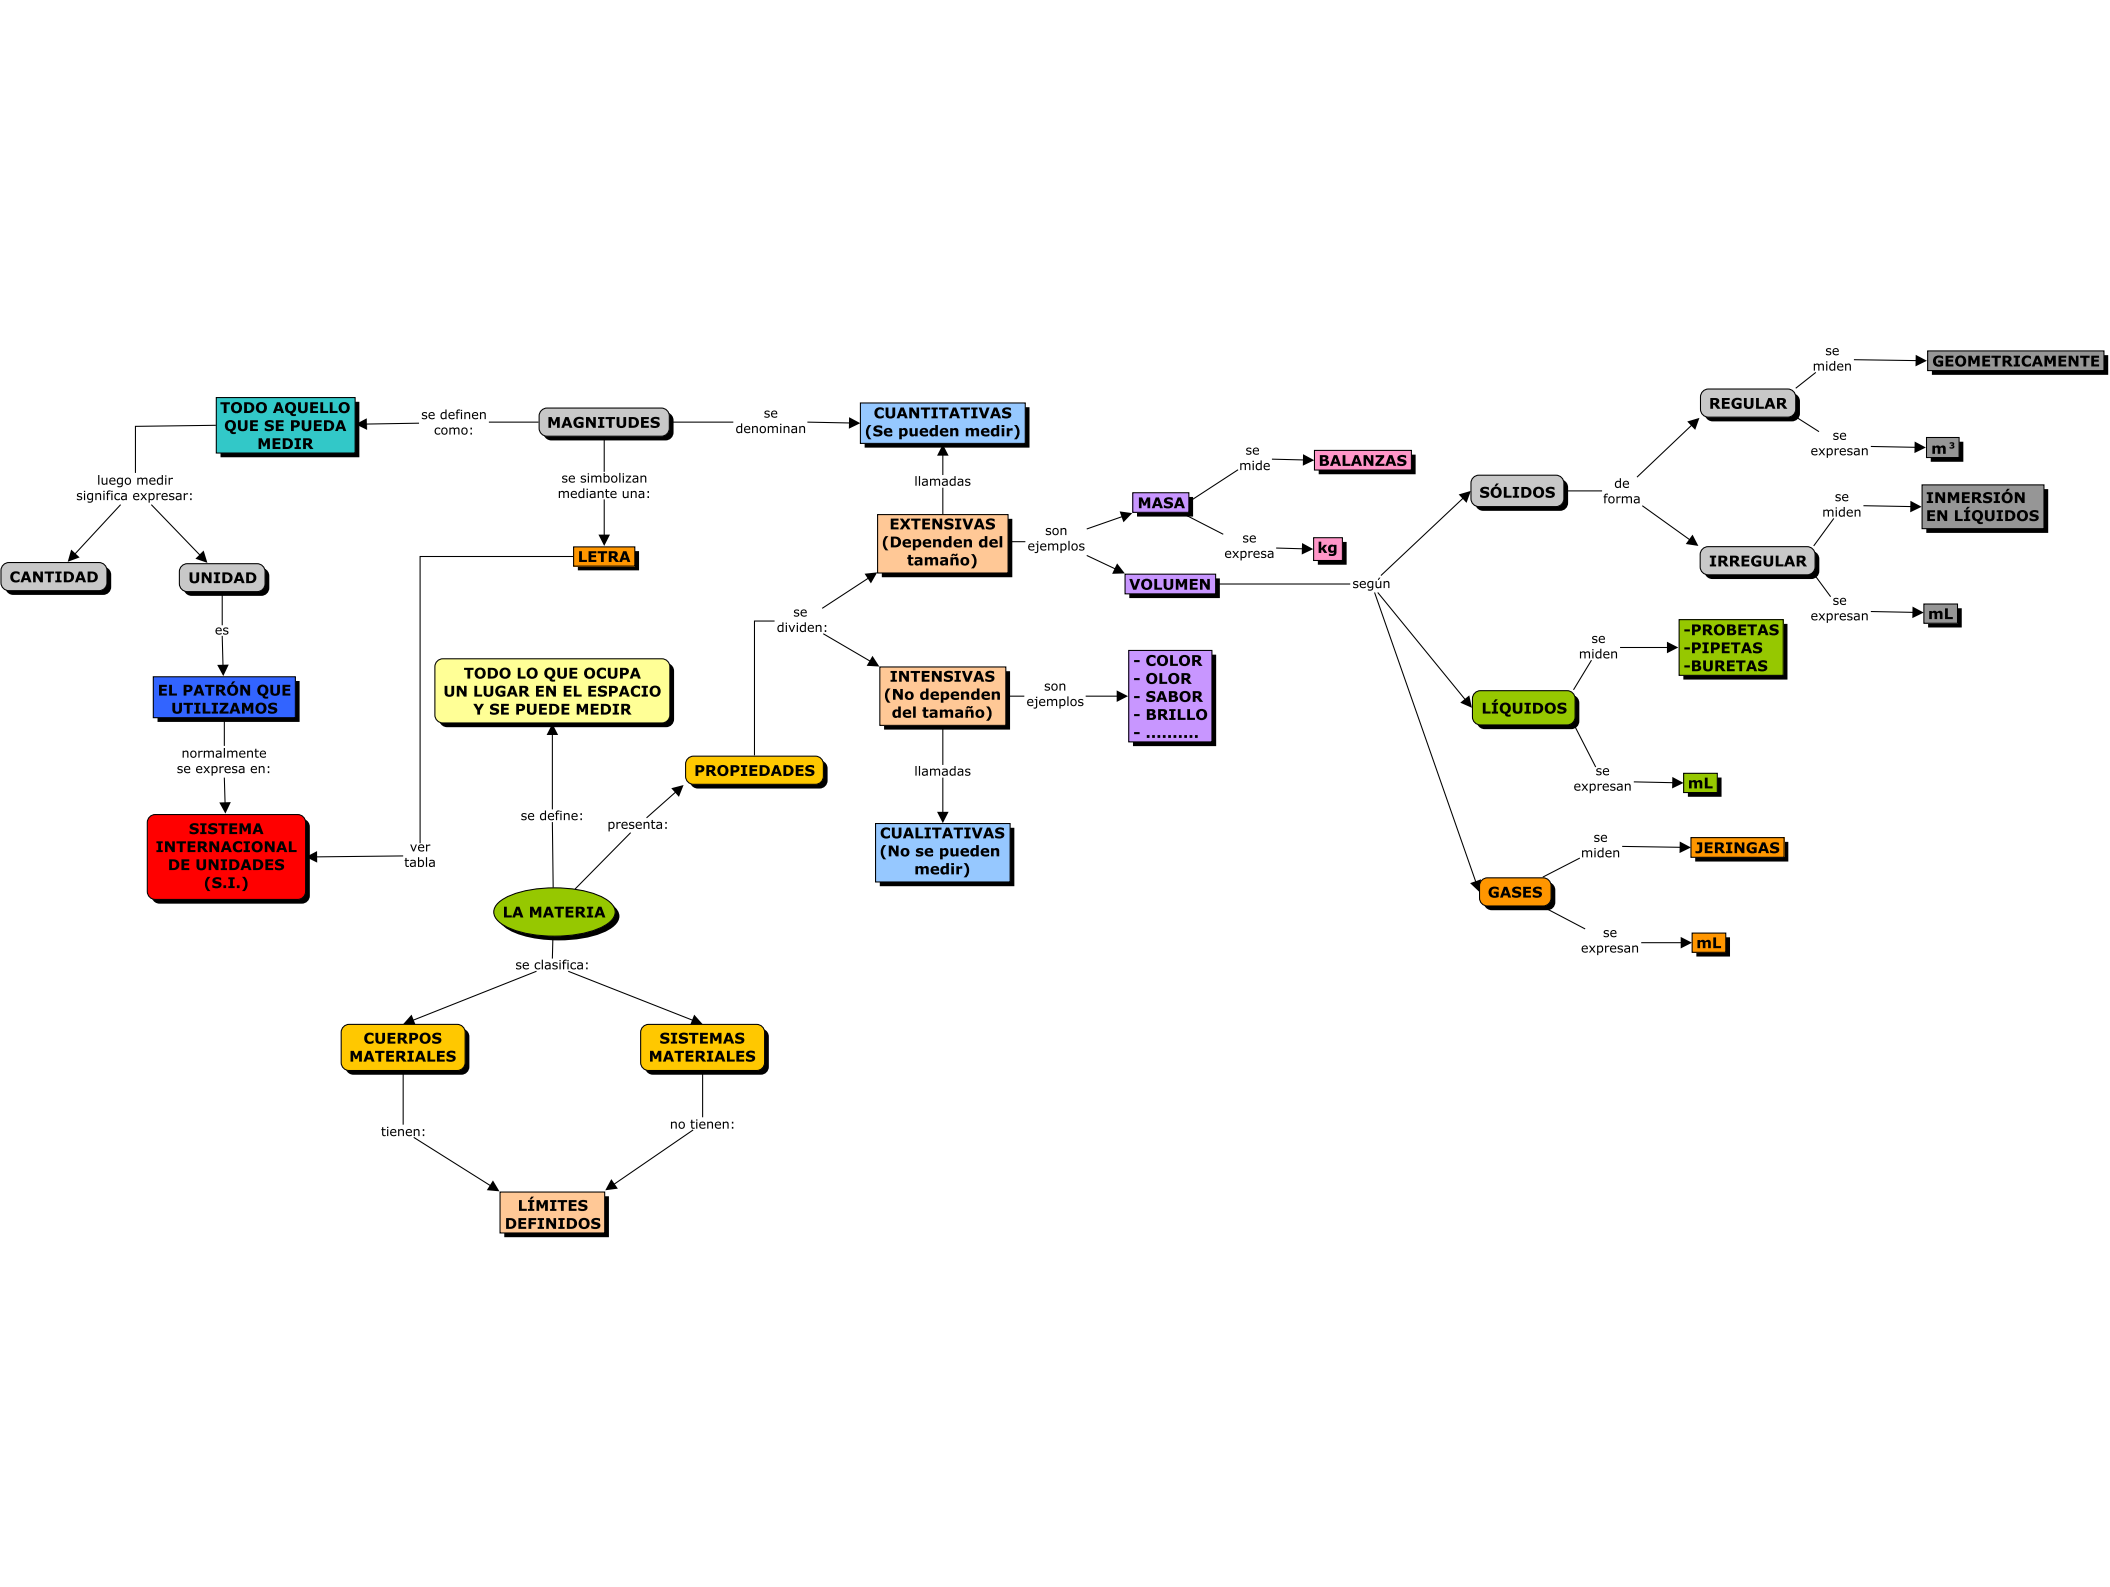 TODO AQUELLO
QUE SE PUEDA
MEDIR
se definen
como:
MAGNITUDES
se
denominan
CUANTITATIVAS
(Se pueden medir)
luego medir
significa expresar:
CANTIDAD
UNIDAD
es
EL PATRÓN QUE
UTILIZAMOS
normalmente
se expresa en:
SISTEMA
INTERNACIONAL
DE UNIDADES
(S.I.)
se simbolizan
mediante una:
LETRA
ver
tabla
TODO LO QUE OCUPA
UN LUGAR EN EL ESPACIO
Y SE PUEDE MEDIR
se define:
presenta:
PROPIEDADES
LA MATERIA
se clasifica:
CUERPOS
MATERIALES
SISTEMAS
MATERIALES
tienen:
no tienen:
LÍMITES
DEFINIDOS
se
dividen:
llamadas
EXTENSIVAS
(Dependen del
tamaño)
son
ejemplos
MASA
se
mide
BALANZAS
se
expresa
kg
VOLUMEN
INTENSIVAS
(No dependen
del tamaño)
son
ejemplos
- COLOR
- OLOR
- SABOR
- BRILLO
- ..........
llamadas
CUALITATIVAS
(No se pueden
medir)
según
SÓLIDOS
de
forma
REGULAR
se
miden
GEOMETRICAMENTE
se
expresan
m³
IRREGULAR
se
miden
INMERSIÓN
EN LÍQUIDOS
se
expresan
mL
LÍQUIDOS
se
miden
-PROBETAS
-PIPETAS
-BURETAS
se
expresan
mL
GASES
se
miden
JERINGAS
se
expresan
mL